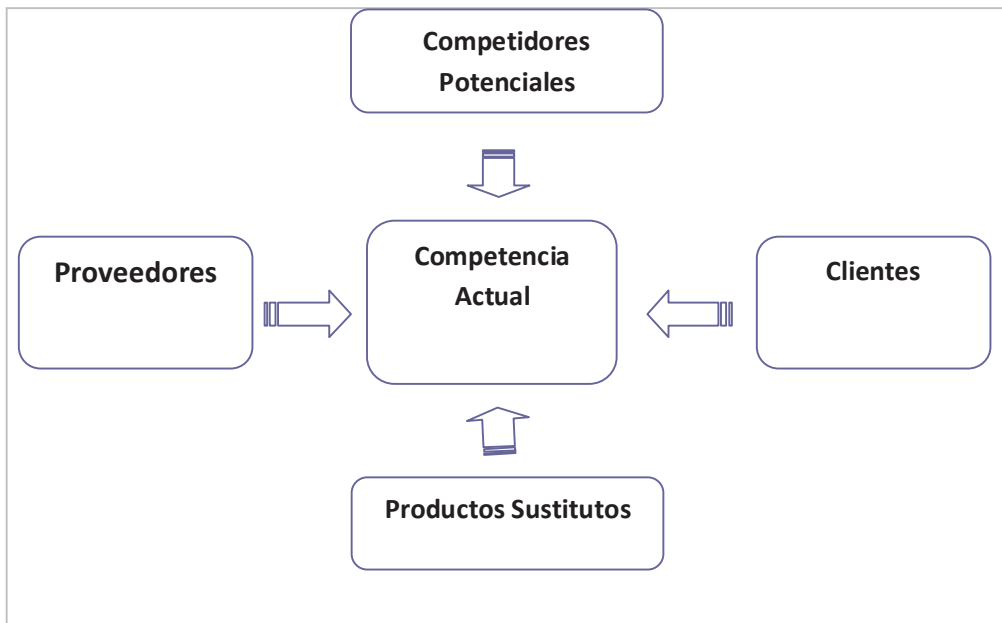 Competidores
Potenciales
Proveedores
Competencia
Actual
Clientes
Productos Sustitutos